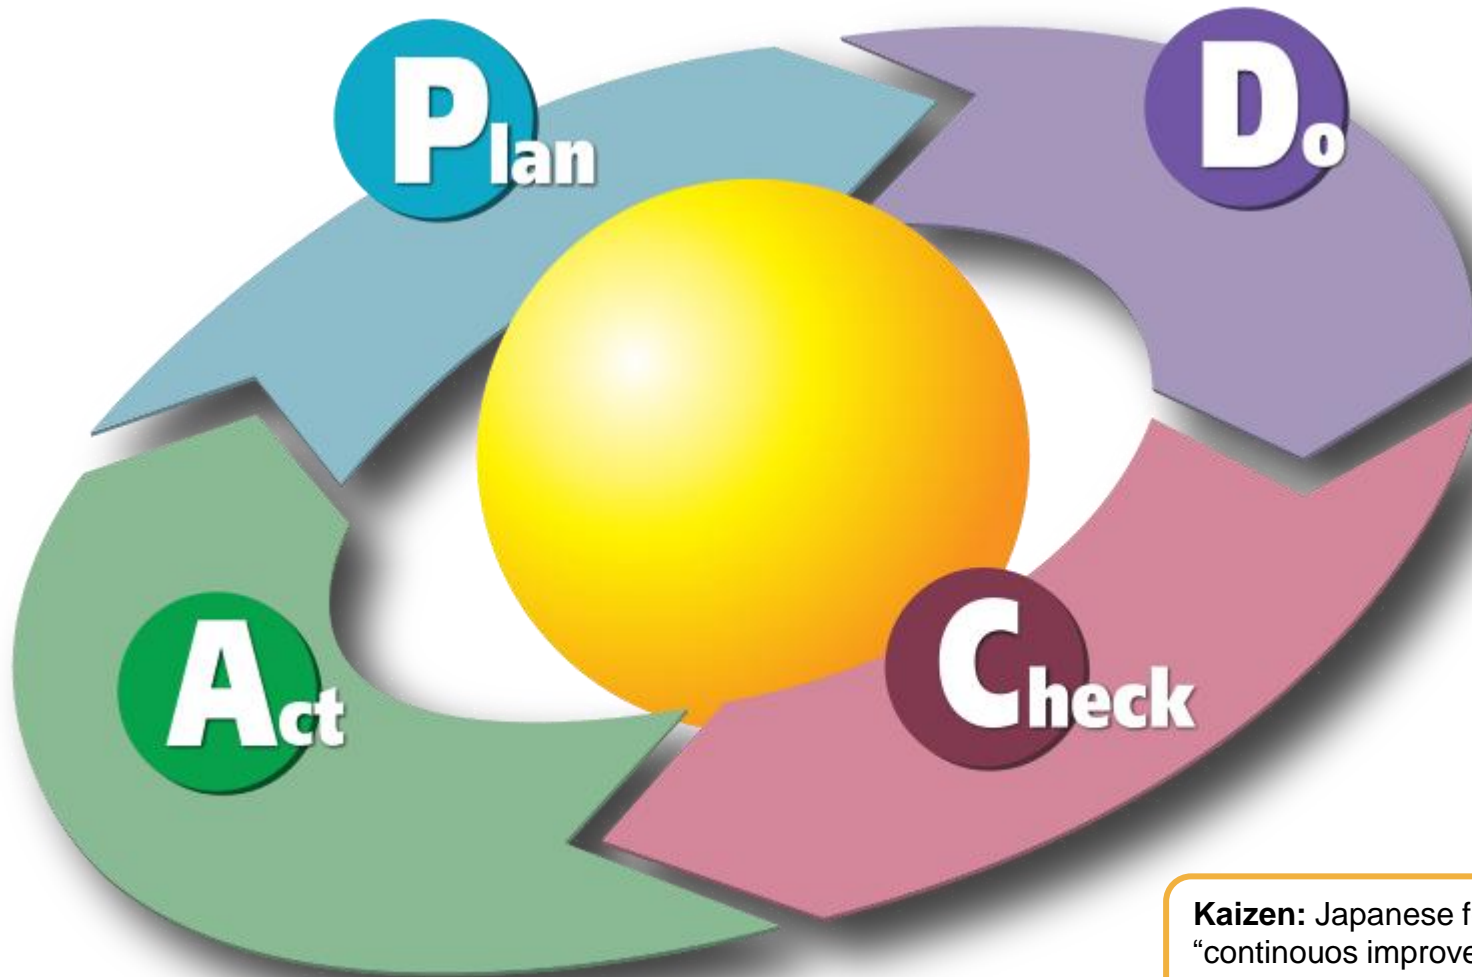 Plan
Do
Act
Check
Kaizen: Japanese f
“continouos improve